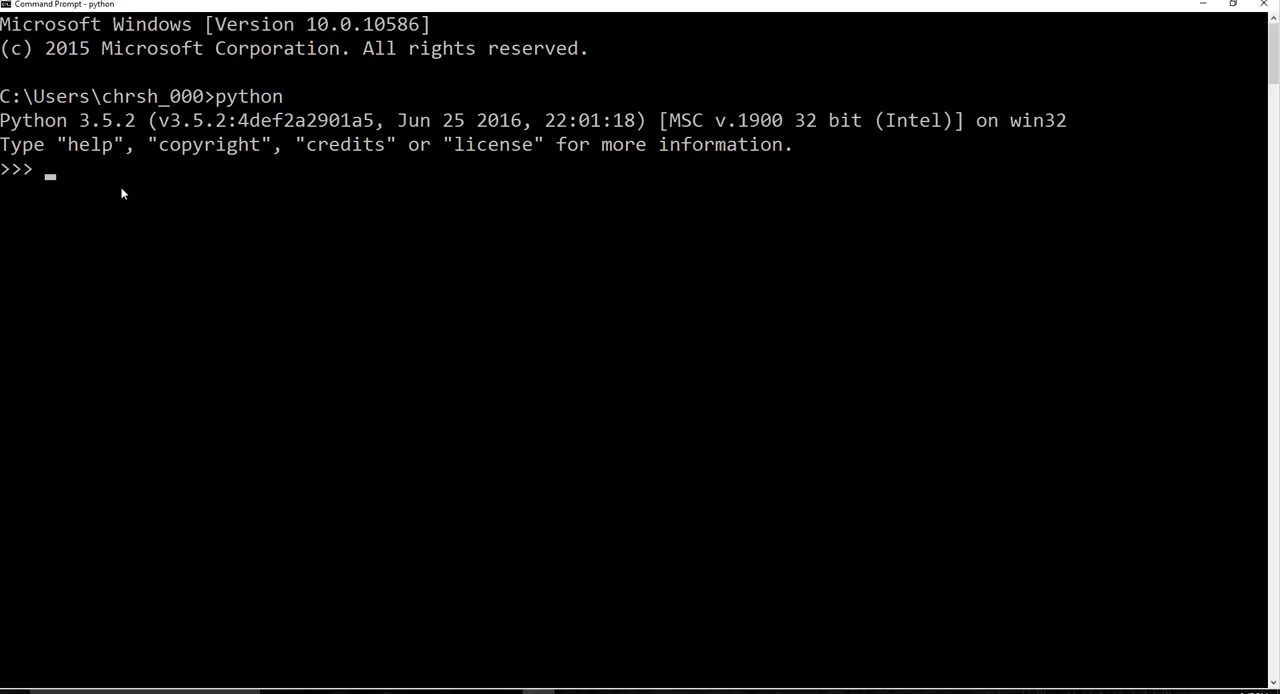 Command Prompt - python
Microsoft Windows [Version 10.0.10586]
(c) 2015 Microsoft Corporation. All rights reserved.
C:\Users\chrsh_000>python
Python 3.5.2 (v3.5.2:4def2a2901a5, Jun 25 2016, 22:01:18) [MSC v.1900 32 bit (Intel)] on win32
Type "help", "copyright", "credits" or "license" for more information.
>>>